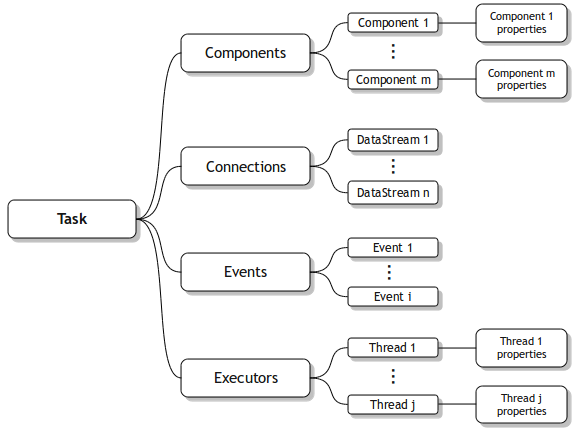 Task
Components
Component 1
⋮
Component m
Component 1
properties
Component m
properties
Connections
DataStream 1
⋮
DataStream n
Events
Event 1
⋮
Event i
Executors
Thread 1
⋮
Thread j
Thread 1
properties
Thread j
properties